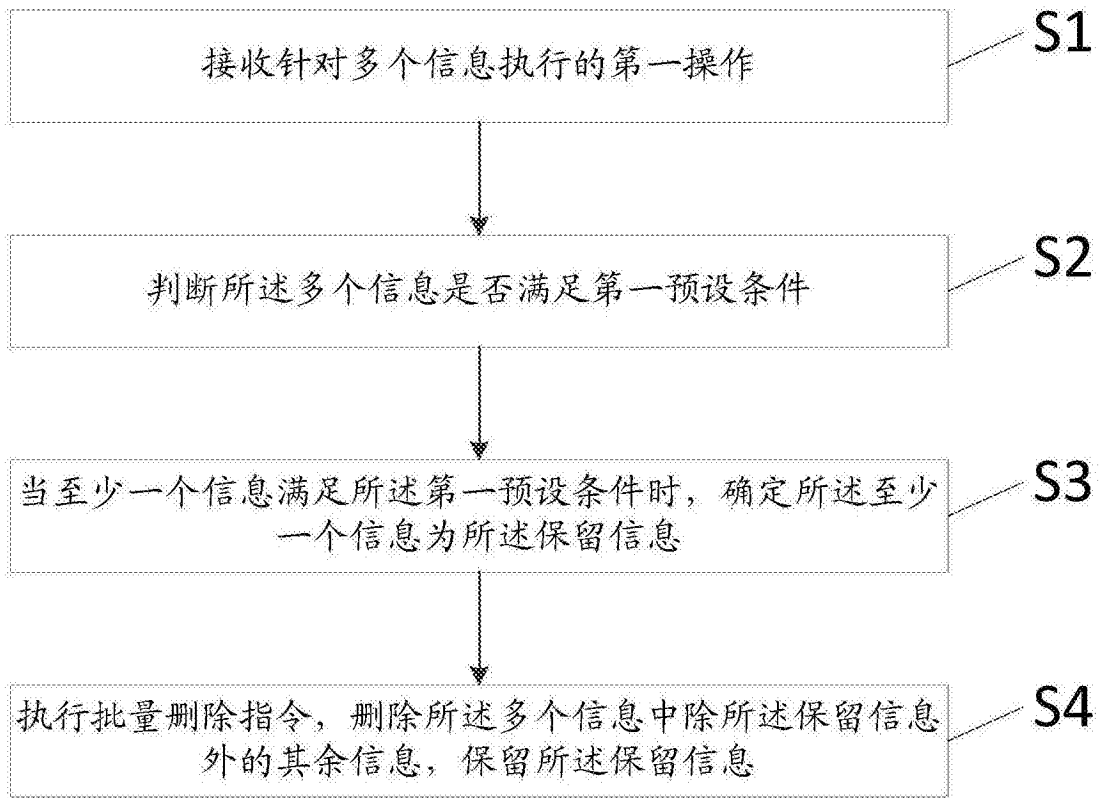 接收针对多个信息执行的第一操作
S1
判断所述多个信息是否满足第一预设条件
S2
当至少一个信息满足所述第一预设条件时，确定所述至少
一个信息为所述保留信息
S3
执行批量删除指令，删除所述多个信息中除所述保留信息
外的其余信息，保留所述保留信息
S4